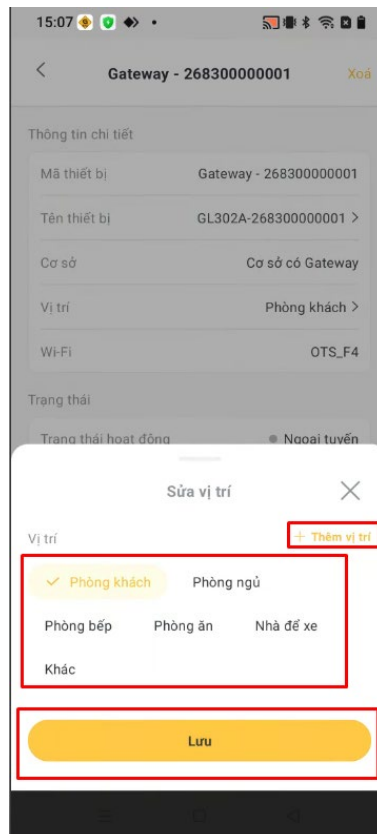 15:07
Gateway - 268300000001 Xoá
Thông tin chi tiết
Mã thiết bị Gateway - 268300000001
Tên thiết bị GL302A-268300000001 >
Cơ sở Cơ sở có Gateway
Vị trí Phòng khách >
Wi-Fi OTS_F4
Trạng thái
Trạng thái hoạt động Ngoại tuyến
Sửa vị trí
Vị trí + Thêm vị trí
Phòng khách Phòng ngủ
Phòng bếp Phòng ăn Nhà để xe
Khác
Lưu